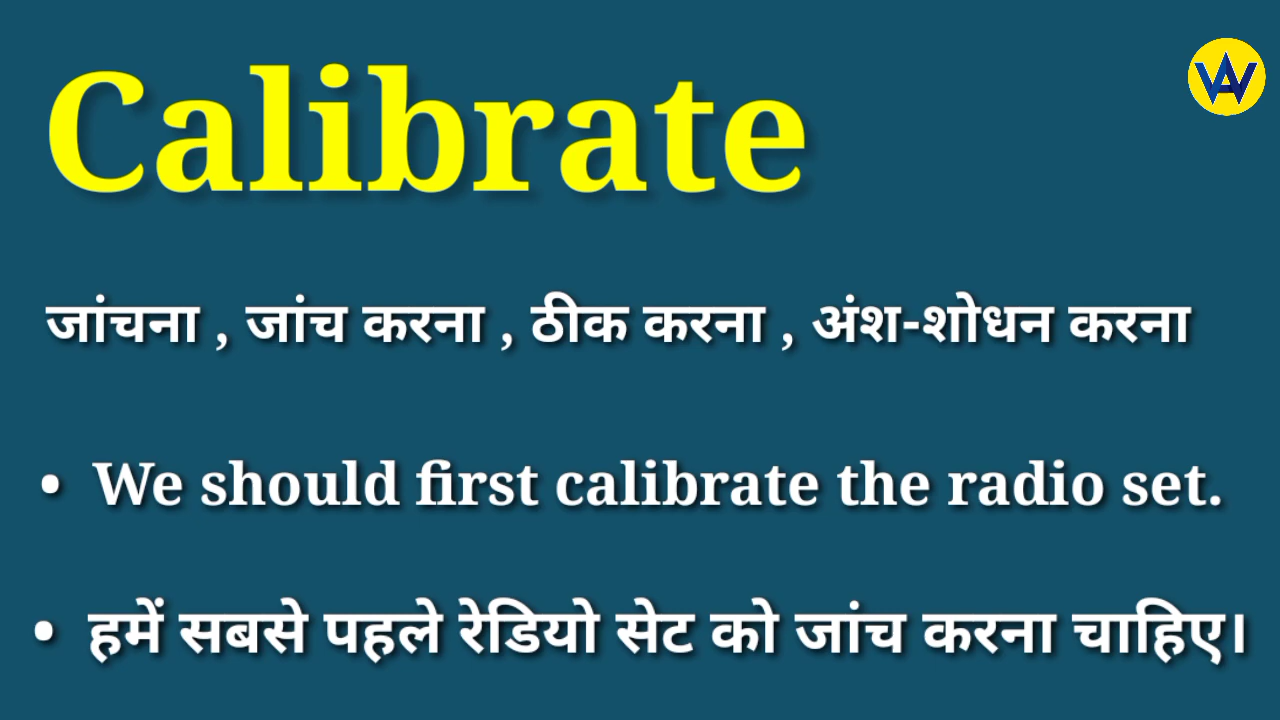 Calibrate
जांचना , जांच करना , ठीक करना , अंश-शोधन करना
• We should first calibrate the radio set.
• हमें सबसे पहले रेडियो सेट को जांच करना चाहिए।